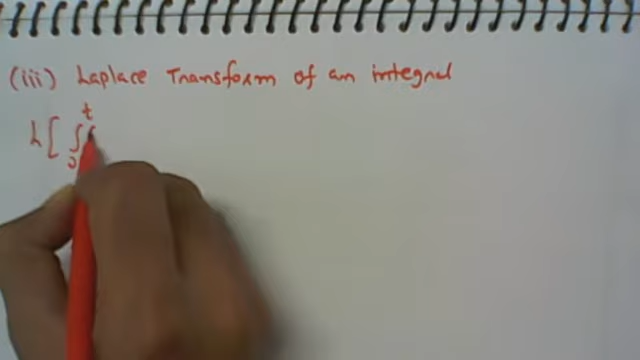 (iii) Laplace Transform of an integral
L [ ∫₀ᵗ